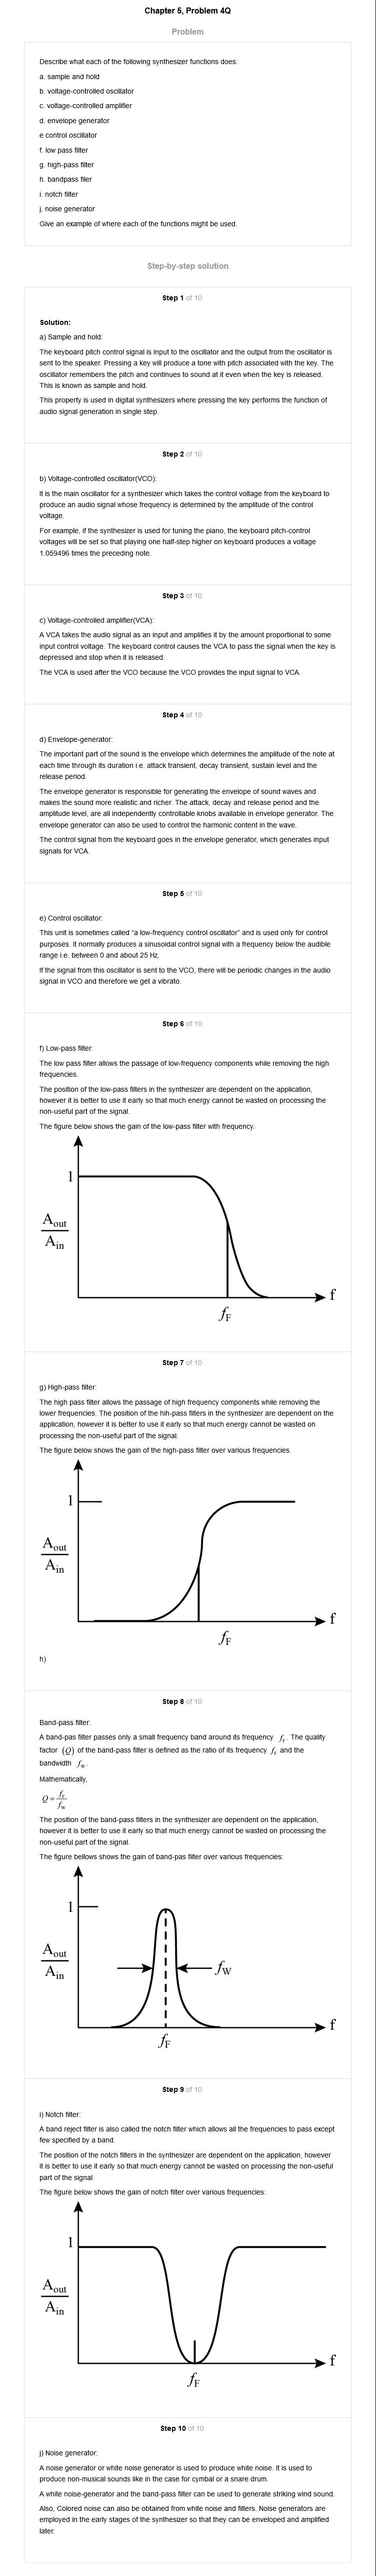 Chapter 5, Problem 4Q
Problem
Describe what each of the following synthesizer functions does:
a. sample and hold
b. voltage-controlled oscillator
c. voltage-controlled amplifier
d. envelope generator
e control oscillator
f. low pass filter
g. high-pass filter
h. bandpass filer
i. notch filter
j. noise generator
Give an example of where each of the functions might be used.
Step-by-step solution
Step 1 of 10
Solution:
a) Sample and hold:
The keyboard pitch control signal is input to the oscillator and the output from the oscillator is
sent to the speaker. Pressing a key will produce a tone with pitch associated with the key. The
oscillator remembers the pitch and continues to sound at it even when the key is released.
This is known as sample and hold.
This property is used in digital synthesizers where pressing the key performs the function of
audio signal generation in single step.
Step 2 of 10
b) Voltage-controlled oscillator(VCO):
It is the main oscillator for a synthesizer which takes the control voltage from the keyboard to
produce an audio signal whose frequency is determined by the amplitude of the control
voltage.
For example, if the synthesizer is used for tuning the piano, the keyboard pitch-control
voltages will be set so that playing one half-step higher on keyboard produces a voltage
1.059496 times the preceding note.
Step 3 of 10
c) Voltage-controlled amplifier(VCA):
A VCA takes the audio signal as an input and amplifies it by the amount proportional to some
input control voltage. The keyboard control causes the VCA to pass the signal when the key is
depressed and stop when it is released.
The VCA is used after the VCO because the VCO provides the input signal to VCA.
Step 4 of 10
d) Envelope-generator:
The important part of the sound is the envelope which determines the amplitude of the note at
each time through its duration i.e. attack transient, decay transient, sustain level and the
release period.
The envelope generator is responsible for generating the envelope of sound waves and
makes the sound more realistic and richer. The attack, decay and release period and the
amplitude level, are all independently controllable knobs available in envelope generator. The
envelope generator can also be used to control the harmonic content in the wave.
The control signal from the keyboard goes in the envelope generator, which generates input
signals for VCA.
Step 5 of 10
e) Control oscillator:
This unit is sometimes called “a low-frequency control oscillator” and is used only for control
purposes. It normally produces a sinusoidal control signal with a frequency below the audible
range i.e. between 0 and about 25 Hz.
If the signal from this oscillator is sent to the VCO, there will be periodic changes in the audio
signal in VCO and therefore we get a vibrato.
Step 6 of 10
f) Low-pass filter:
The low pass filter allows the passage of low-frequency components while removing the high
frequencies.
The position of the low-pass filters in the synthesizer are dependent on the application,
however it is better to use it early so that much energy cannot be wasted on processing the
non-useful part of the signal.
The figure below shows the gain of the low-pass filter with frequency.
1
A_out
A_in
f
f_F
Step 7 of 10
g) High-pass filter:
The high pass filter allows the passage of high frequency components while removing the
lower frequencies. The position of the hih-pass filters in the synthesizer are dependent on the
application, however it is better to use it early so that much energy cannot be wasted on
processing the non-useful part of the signal.
The figure below shows the gain of the high-pass filter over various frequencies.
1
A_out
A_in
f
f_F
h)
Step 8 of 10
Band-pass filter:
A band-pas filter passes only a small frequency band around its frequency f_F. The quality
factor (Q) of the band-pass filter is defined as the ratio of its frequency f_F and the
bandwidth f_W.
Mathematically,
Q = f_F / f_W
The position of the band-pass filters in the synthesizer are dependent on the application,
however it is better to use it early so that much energy cannot be wasted on processing the
non-useful part of the signal.
The figure bellows shows the gain of band-pas filter over various frequencies:
1
A_out
A_in
f_W
f
f_F
Step 9 of 10
i) Notch filter:
A band reject filter is also called the notch filter which allows all the frequencies to pass except
few specified by a band.
The position of the notch filters in the synthesizer are dependent on the application, however
it is better to use it early so that much energy cannot be wasted on processing the non-useful
part of the signal.
The figure below shows the gain of notch filter over various frequencies:
1
A_out
A_in
f
f_F
Step 10 of 10
j) Noise generator:
A noise generator or white noise generator is used to produce white noise. It is used to
produce non-musical sounds like in the case for cymbal or a snare drum.
A white noise-generator and the band-pass filter can be used to generate striking wind sound.
Also, Colored noise can also be obtained from white noise and filters. Noise generators are
employed in the early stages of the synthesizer so that they can be enveloped and amplified
later.